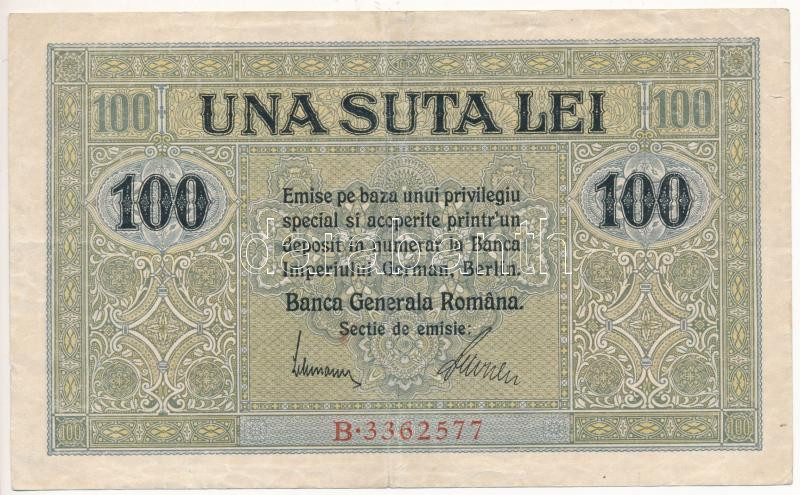 100 UNA SUTA LEI 100
100 100
Emise pe baza unui privilegiu
special si acoperite printr'un
deposit in numerar la Banca
Imperiului German, Berlin.
Banca Generala Româna.
Sectie de emisie:
B·3362577
100 100